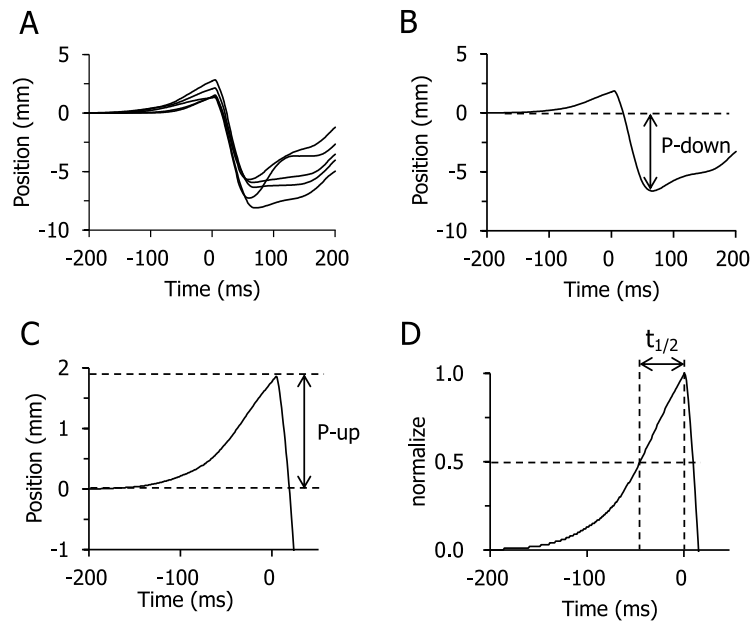 A
5
0
-5
-10
Position (mm)
-200 -100 0 100 200
Time (ms)
B
5
0
-5
-10
Position (mm)
P-down
-200 -100 0 100 200
Time (ms)
C
2
1
0
-1
Position (mm)
P-up
-200 -100 0
Time (ms)
D
t1/2
1.0
0.5
0.0
normalize
-200 -100 0
Time (ms)